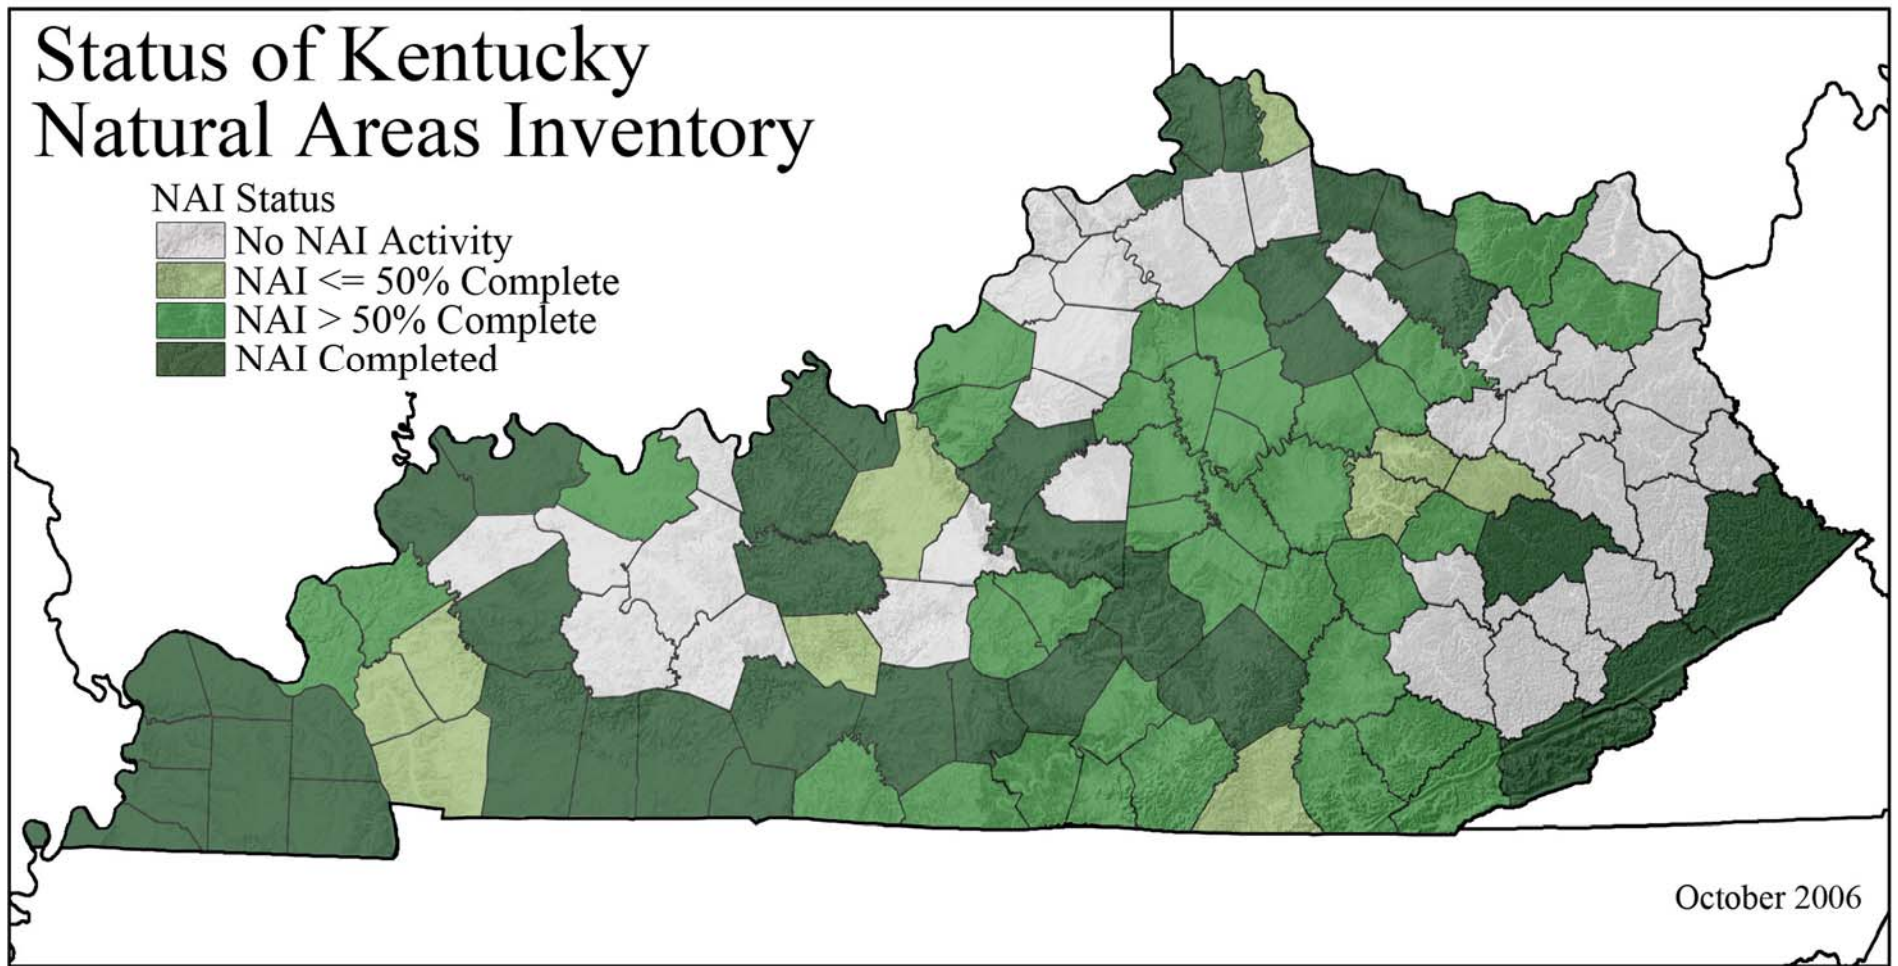 Status of Kentucky
Natural Areas Inventory
NAI Status
No NAI Activity
NAI <= 50% Complete
NAI > 50% Complete
NAI Completed
October 2006